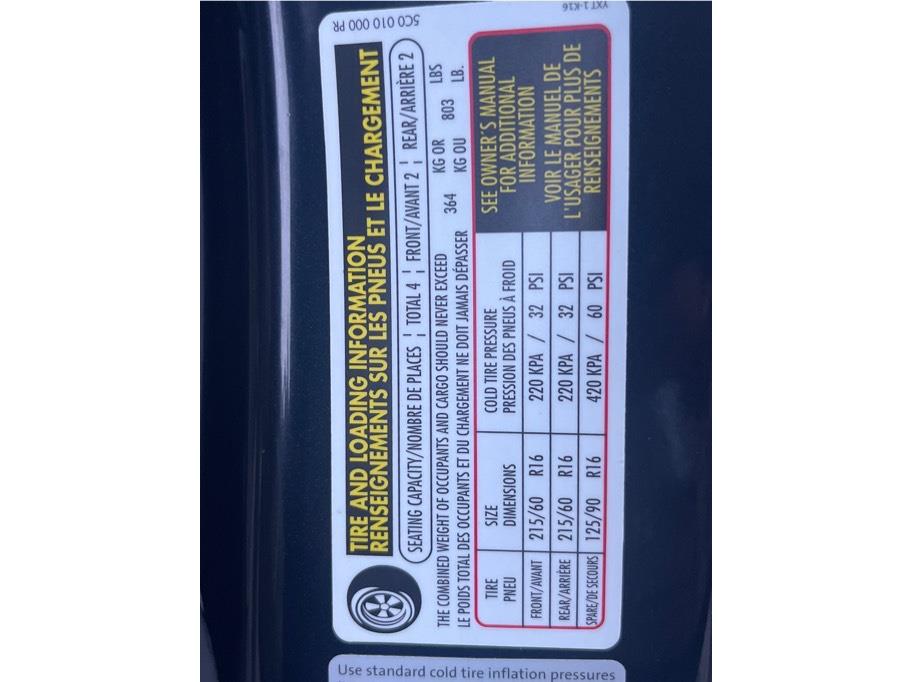 5C0 010 000 PR
TIRE AND LOADING INFORMATION
RENSEIGNEMENTS SUR LES PNEUS ET LE CHARGEMENT
SEATING CAPACITY/NOMBRE DE PLACES ¦ TOTAL 4 ¦ FRONT/AVANT 2 ¦ REAR/ARRIÈRE 2
THE COMBINED WEIGHT OF OCCUPANTS AND CARGO SHOULD NEVER EXCEED 364 KG OR 803 LBS
LE POIDS TOTAL DES OCCUPANTS ET DU CHARGEMENT NE DOIT JAMAIS DÉPASSER KG OU LB.
TIRE SIZE COLD TIRE PRESSURE
PNEU DIMENSIONS PRESSION DES PNEUS À FROID
FRONT/AVANT 215/60 R16 220 KPA / 32 PSI
REAR/ARRIÈRE 215/60 R16 220 KPA / 32 PSI
SPARE/DE SECOURS 125/90 R16 420 KPA / 60 PSI
SEE OWNER'S MANUAL
FOR ADDITIONAL
INFORMATION
VOIR LE MANUEL DE
L'USAGER POUR PLUS DE
RENSEIGNEMENTS
YXT1-K16
Use standard cold tire inflation pressures